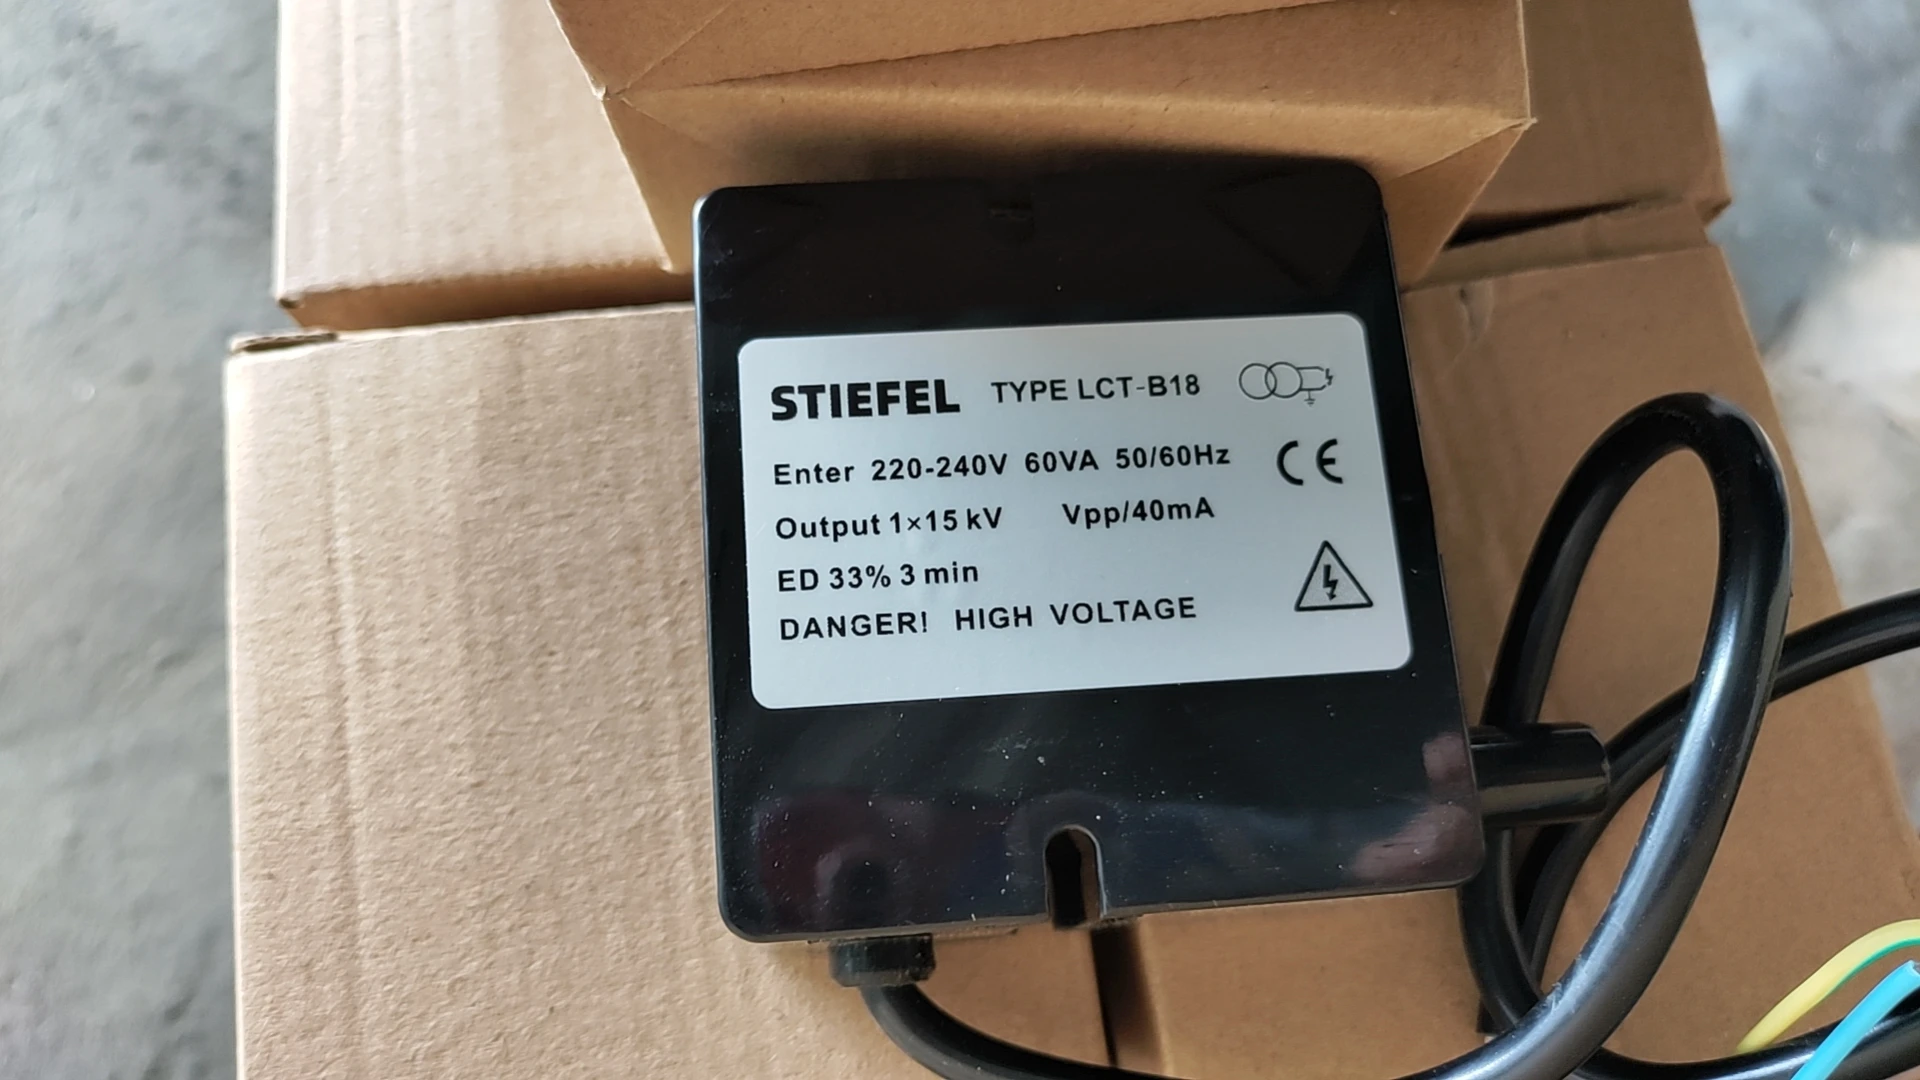 STIEFEL TYPE LCT-B18
Enter 220-240V 60VA 50/60Hz CE
Output 1×15 kV Vpp/40mA
ED 33% 3 min
DANGER! HIGH VOLTAGE